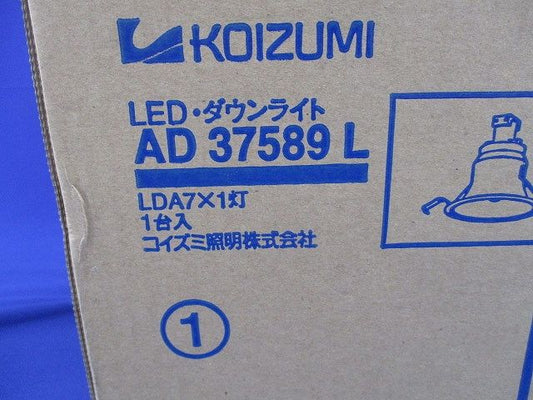 KOIZUMI
LED・ダウンライト
AD 37589 L
LDA7×1灯
1台入
コイズミ照明株式会社
①